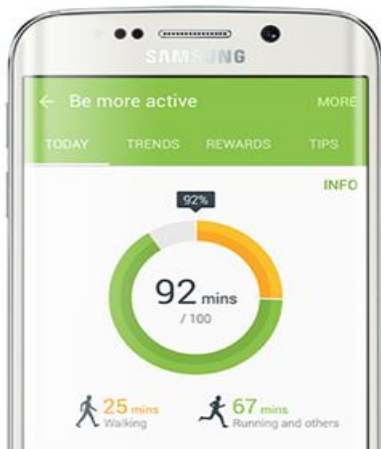 SAMSUNG
← Be more active MORE
TODAY TRENDS REWARDS TIPS
INFO
92%
92 mins
/ 100
25 mins 67 mins
Walking Running and others